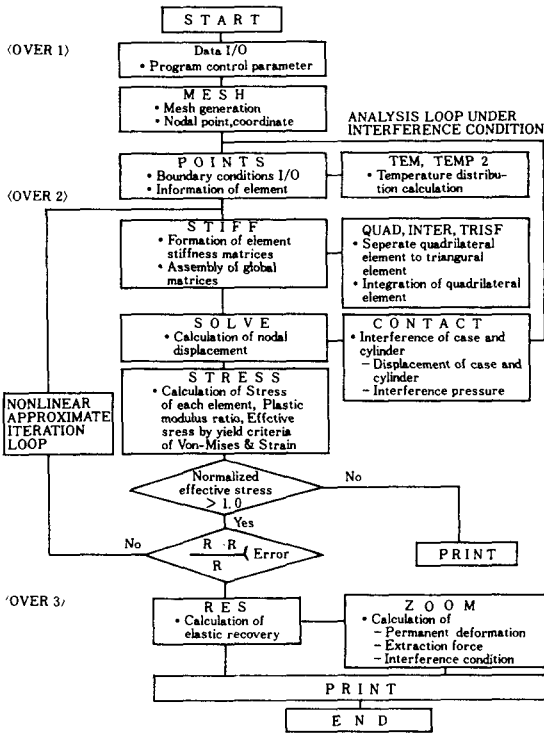 START
⟨OVER 1⟩
Data I/O
• Program control parameter
MESH
• Mesh generation
• Nodal point, coordinate
ANALYSIS LOOP UNDER
INTERFERENCE CONDITION
POINTS
• Boundary conditions I/O
• Information of element
TEM, TEMP 2
• Temperature distribu-
tion calculation
⟨OVER 2⟩
STIFF
• Formation of element
stiffness matrices
• Assembly of global
matrices
QUAD, INTER, TRISF
• Seperate quadrilateral
element to triangural
element
• Integration of quadrilateral
element
SOLVE
• Calculation of nodal
displacement
CONTACT
• Interference of case and
cylinder
– Displacement of case and
cylinder
– Interference pressure
STRESS
• Calculation of Stress
of each element, Plastic
modulus ratio, Effctive
sress by yield criteria
of Von-Mises & Strain
NONLINEAR
APPROXIMATE
ITERATION
LOOP
Normalized
effective stress
> 1.0
No
Yes
PRINT
No
R - R
R
⟨ Error
⟨OVER 3⟩
RES
• Calculation of
elastic recovery
ZOOM
• Calculation of
– Permanent deformation
– Extraction force
– Interference condition
PRINT
END